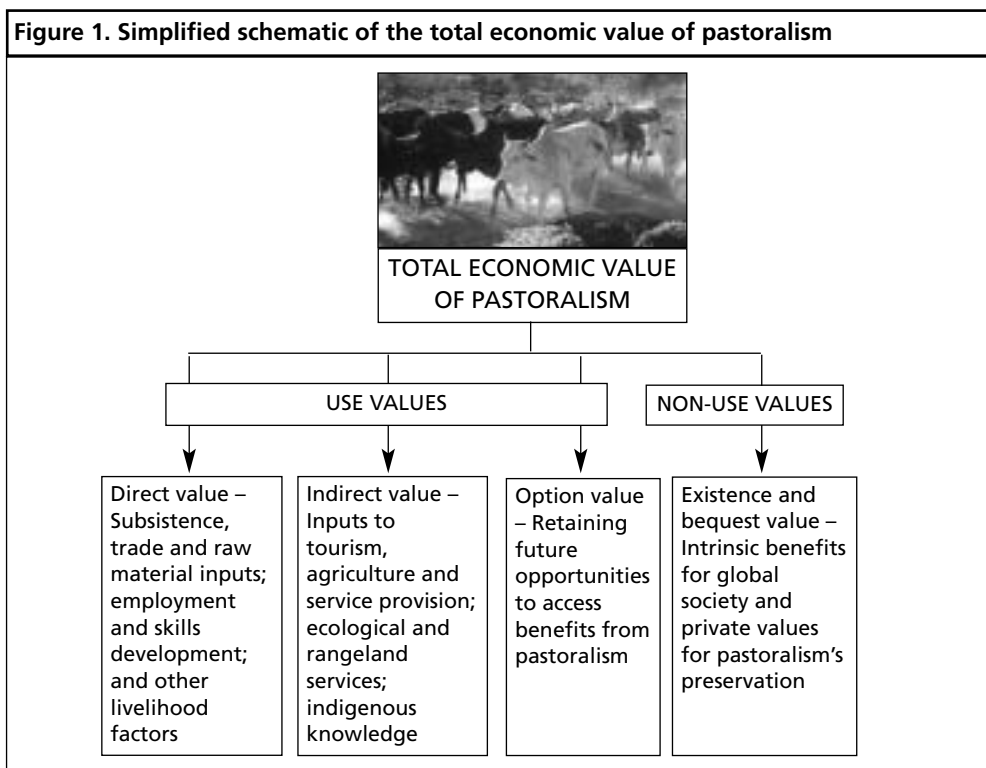 Figure 1. Simplified schematic of the total economic value of pastoralism
TOTAL ECONOMIC VALUE
OF PASTORALISM
USE VALUES
NON-USE VALUES
Direct value –
Subsistence,
trade and raw
material inputs;
employment
and skills
development;
and other
livelihood
factors
Indirect value –
Inputs to
tourism,
agriculture and
service provision;
ecological and
rangeland
services;
indigenous
knowledge
Option value
– Retaining
future
opportunities
to access
benefits from
pastoralism
Existence and
bequest value –
Intrinsic benefits
for global
society and
private values
for pastoralism’s
preservation